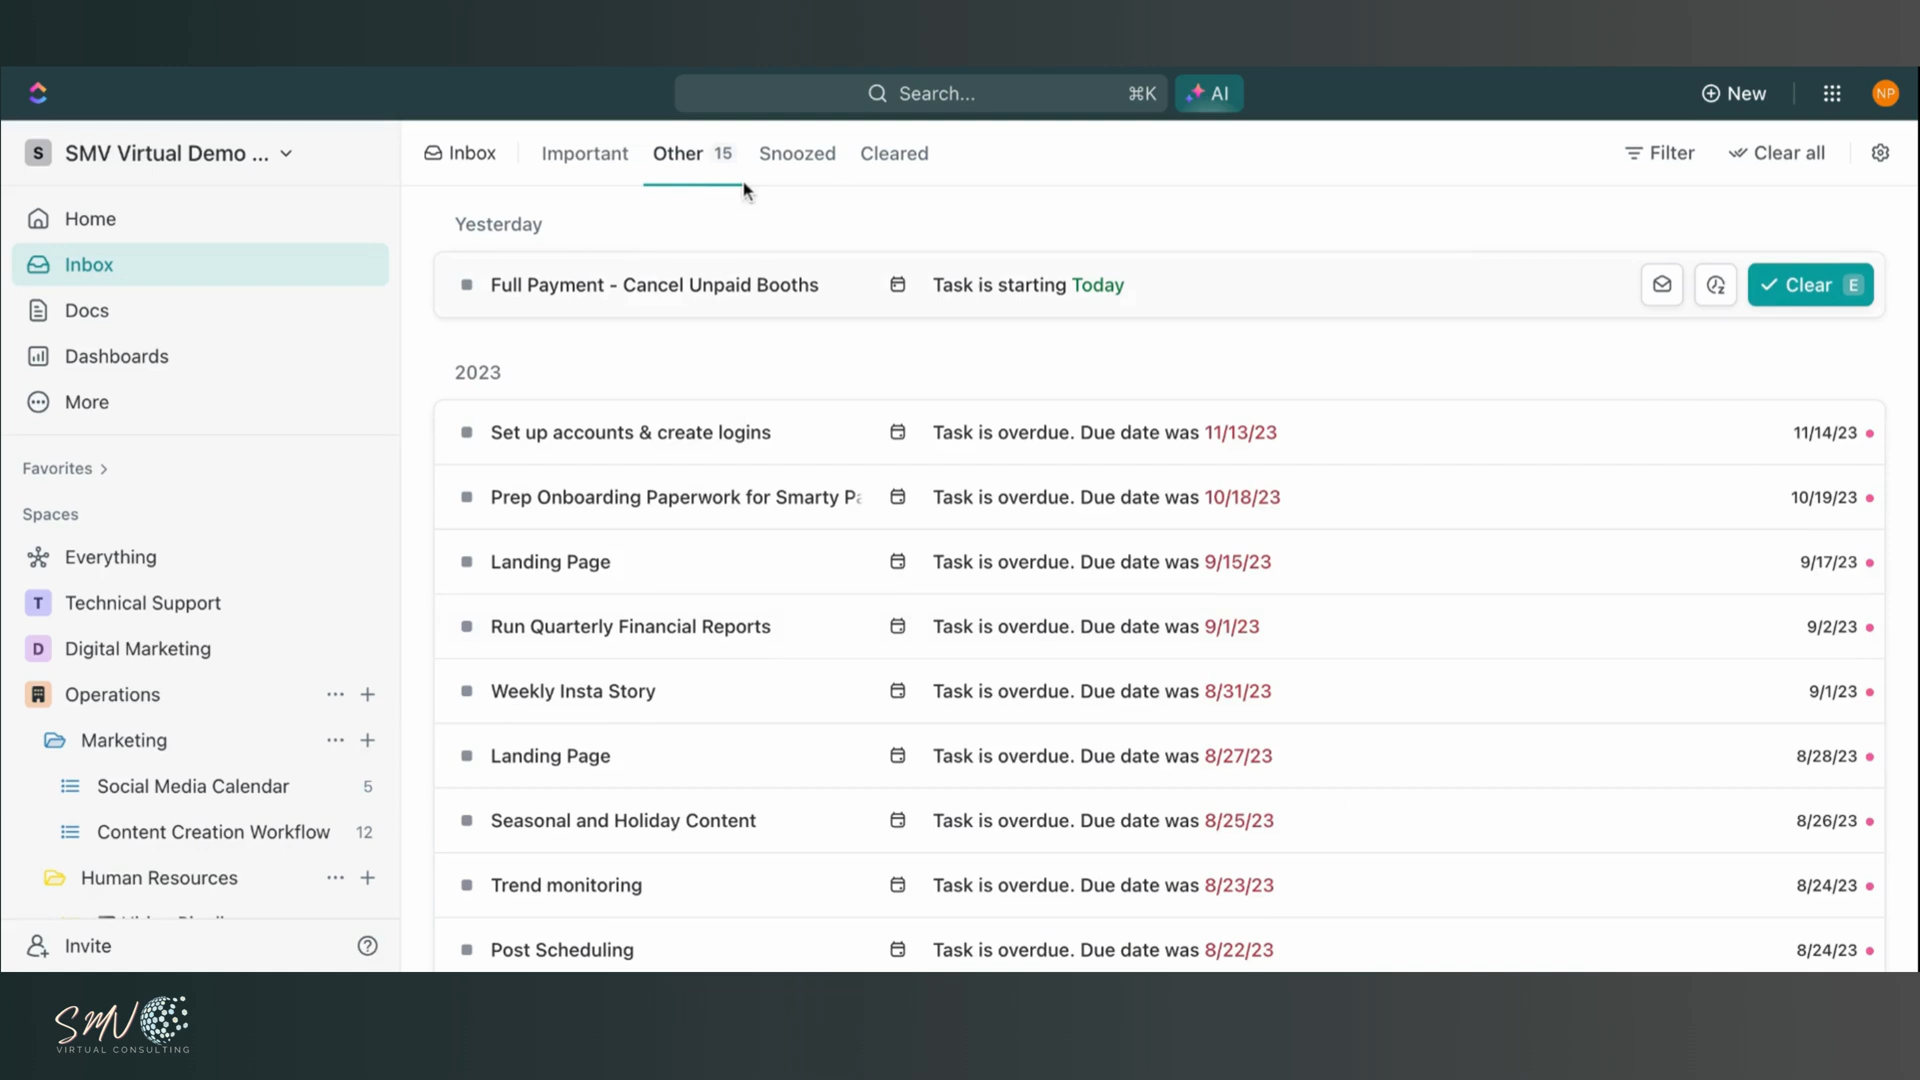 Search... ⌘K AI
New NP
S SMV Virtual Demo ...
Inbox Important Other 15 Snoozed Cleared
Filter Clear all
Home
Inbox
Docs
Dashboards
More
Favorites
Spaces
Everything
T Technical Support
D Digital Marketing
Operations
Marketing
Social Media Calendar 5
Content Creation Workflow 12
Human Resources
Invite
Yesterday
Full Payment - Cancel Unpaid Booths Task is starting Today Clear E
2023
Set up accounts & create logins Task is overdue. Due date was 11/13/23 11/14/23
Prep Onboarding Paperwork for Smarty Task is overdue. Due date was 10/18/23 10/19/23
Landing Page Task is overdue. Due date was 9/15/23 9/17/23
Run Quarterly Financial Reports Task is overdue. Due date was 9/1/23 9/2/23
Weekly Insta Story Task is overdue. Due date was 8/31/23 9/1/23
Landing Page Task is overdue. Due date was 8/27/23 8/28/23
Seasonal and Holiday Content Task is overdue. Due date was 8/25/23 8/26/23
Trend monitoring Task is overdue. Due date was 8/23/23 8/24/23
Post Scheduling Task is overdue. Due date was 8/22/23 8/24/23
SMV
VIRTUAL CONSULTING